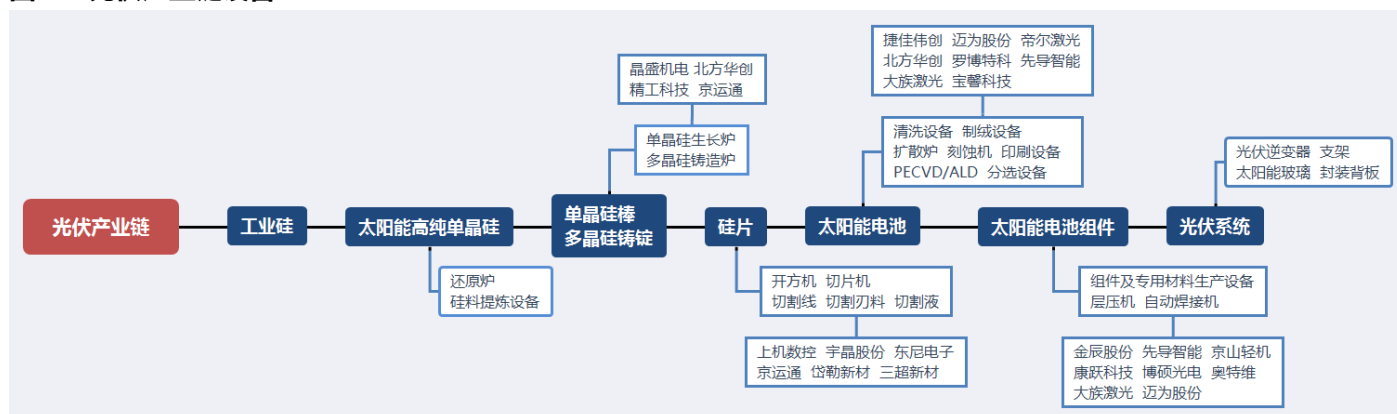 晶盛机电 北方华创
精工科技 京运通
单晶硅生长炉
多晶硅铸造炉
捷佳伟创 迈为股份 帝尔激光
北方华创 罗博特科 先导智能
大族激光 宝馨科技
清洗设备 制绒设备
扩散炉 刻蚀机 印刷设备
PECVD/ALD 分选设备
光伏逆变器 支架
太阳能玻璃 封装背板
光伏产业链
工业硅
太阳能高纯单晶硅
单晶硅棒
多晶硅铸锭
硅片
太阳能电池
太阳能电池组件
光伏系统
还原炉
硅料提炼设备
开方机 切片机
切割线 切割刃料 切割液
上机数控 宇晶股份 东尼电子
京运通 岱勒新材 三超新材
组件及专用材料生产设备
层压机 自动焊接机
金辰股份 先导智能 京山轻机
康跃科技 博硕光电 奥特维
大族激光 迈为股份